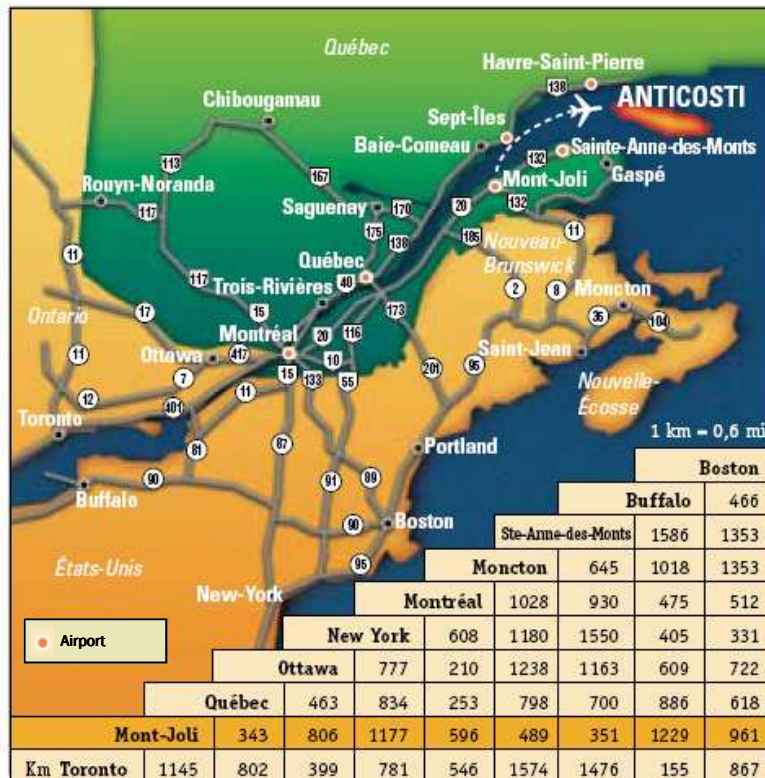 Québec
Havre-Saint-Pierre
138
ANTICOSTI
Chibougamau
Sept-Îles
Baie-Comeau
132
Sainte-Anne-des-Monts
113
167
Gaspé
Rouyn-Noranda
Mont-Joli
117
Saguenay
170
20
132
175
138
185
11
11
Québec
Nouveau-
Brunswick
117
Trois-Rivières
40
2
8
Moncton
17
15
173
Ontario
20
116
35
104
Montréal
Saint-Jean
11
Ottawa
417
10
95
7
15
133
55
201
Nouvelle-
Écosse
12
11
401
Toronto
81
87
1 km = 0,6 mi
Portland
90
91
89
Buffalo
90
Boston
États-Unis
95
New-York
Airport
Boston
Buffalo 466
Ste-Anne-des-Monts 1586 1353
Moncton 645 1018 1353
Montréal 1028 930 475 512
New York 608 1180 1550 405 331
Ottawa 777 210 1238 1163 609 722
Québec 463 834 253 798 700 886 618
Mont-Joli 343 806 1177 596 489 351 1229 961
Km Toronto 1145 802 399 781 546 1574 1476 155 867